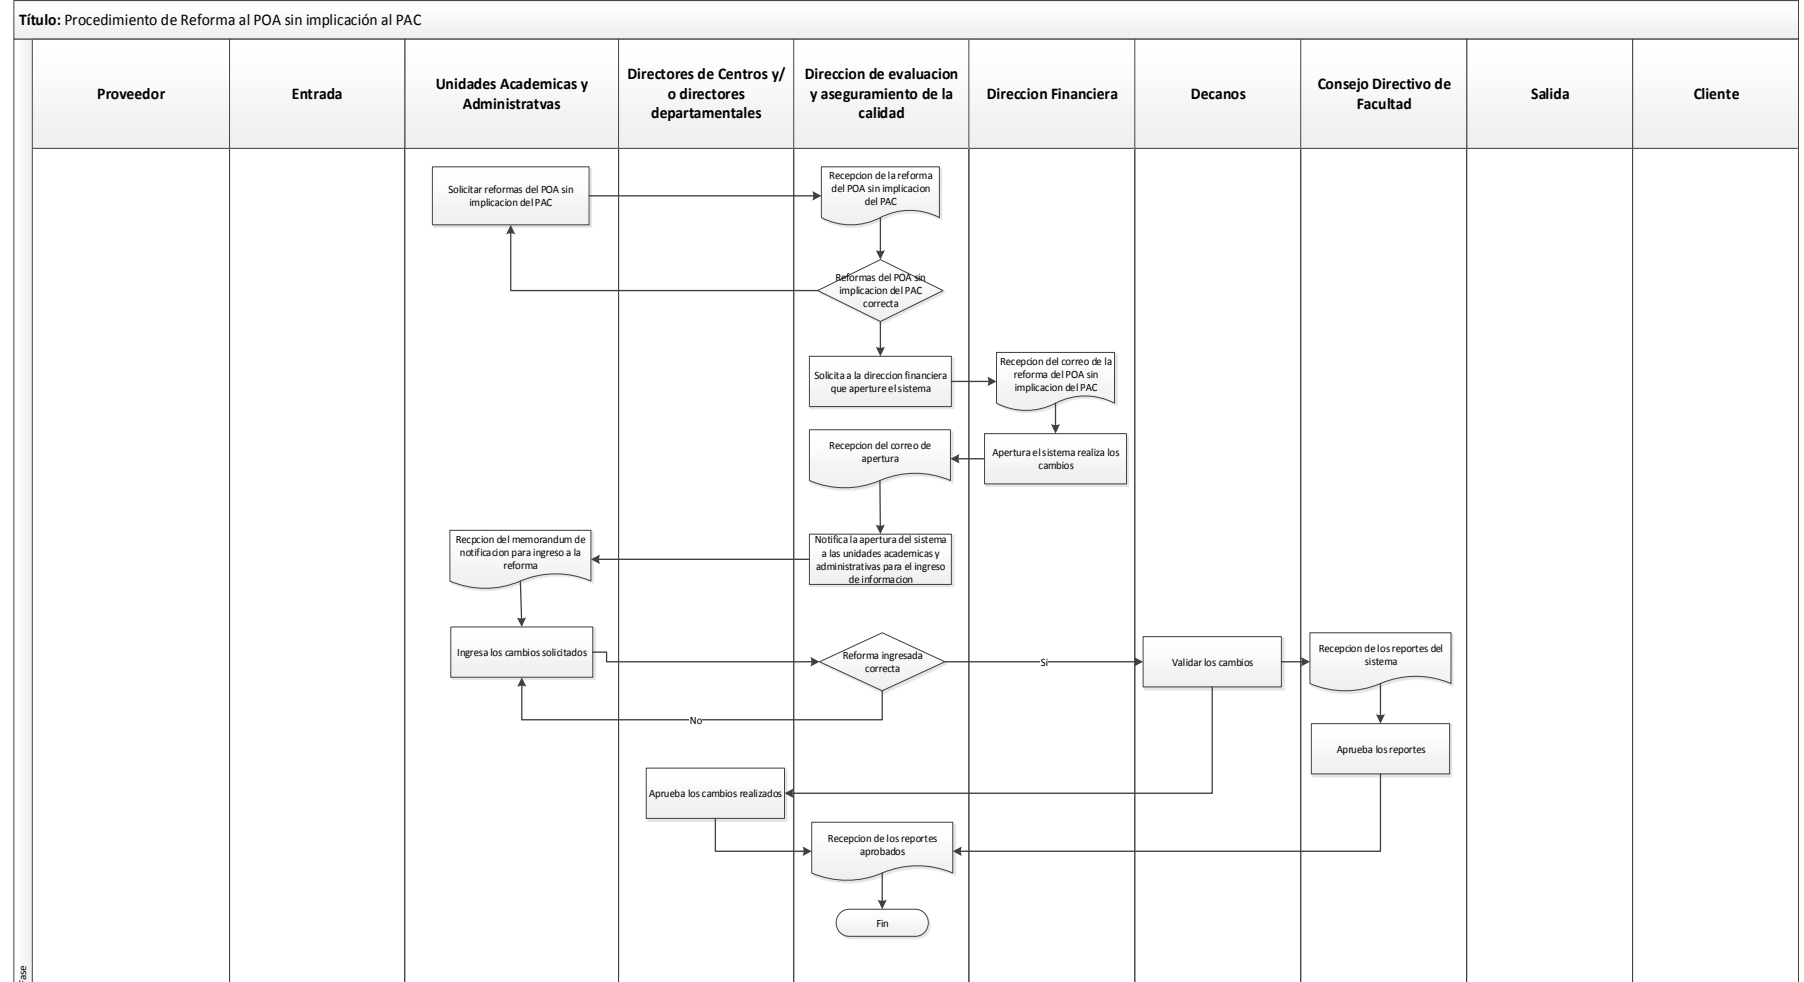 Título: Procedimiento de Reforma al POA sin implicación al PAC
Proveedor
Entrada
Unidades Academicas y
Administratvas
Directores de Centros y/
o directores
departamentales
Direccion de evaluacion
y aseguramiento de la
calidad
Direccion Financiera
Decanos
Consejo Directivo de
Facultad
Salida
Cliente
Solicitar reformas del POA sin
implicacion del PAC
Recepcion de la reforma
del POA sin implicacion
del PAC
Reformas del POA sin
implicacion del PAC
correcta
Solicita a la direccion financiera
que aperture el sistema
Recepcion del correo de la
reforma del POA sin
implicacion del PAC
Apertura el sistema realiza los
cambios
Recepcion del correo de
apertura
Notifica la apertura del sistema
a las unidades academicas y
administrativas para el ingreso
de informacion
Recpcion del memorandum de
notificacion para ingreso a la
reforma
Ingresa los cambios solicitados
Reforma ingresada
correcta
Si
No
Validar los cambios
Recepcion de los reportes del
sistema
Aprueba los reportes
Aprueba los cambios realizados
Recepcion de los reportes
aprobados
Fin
Fase